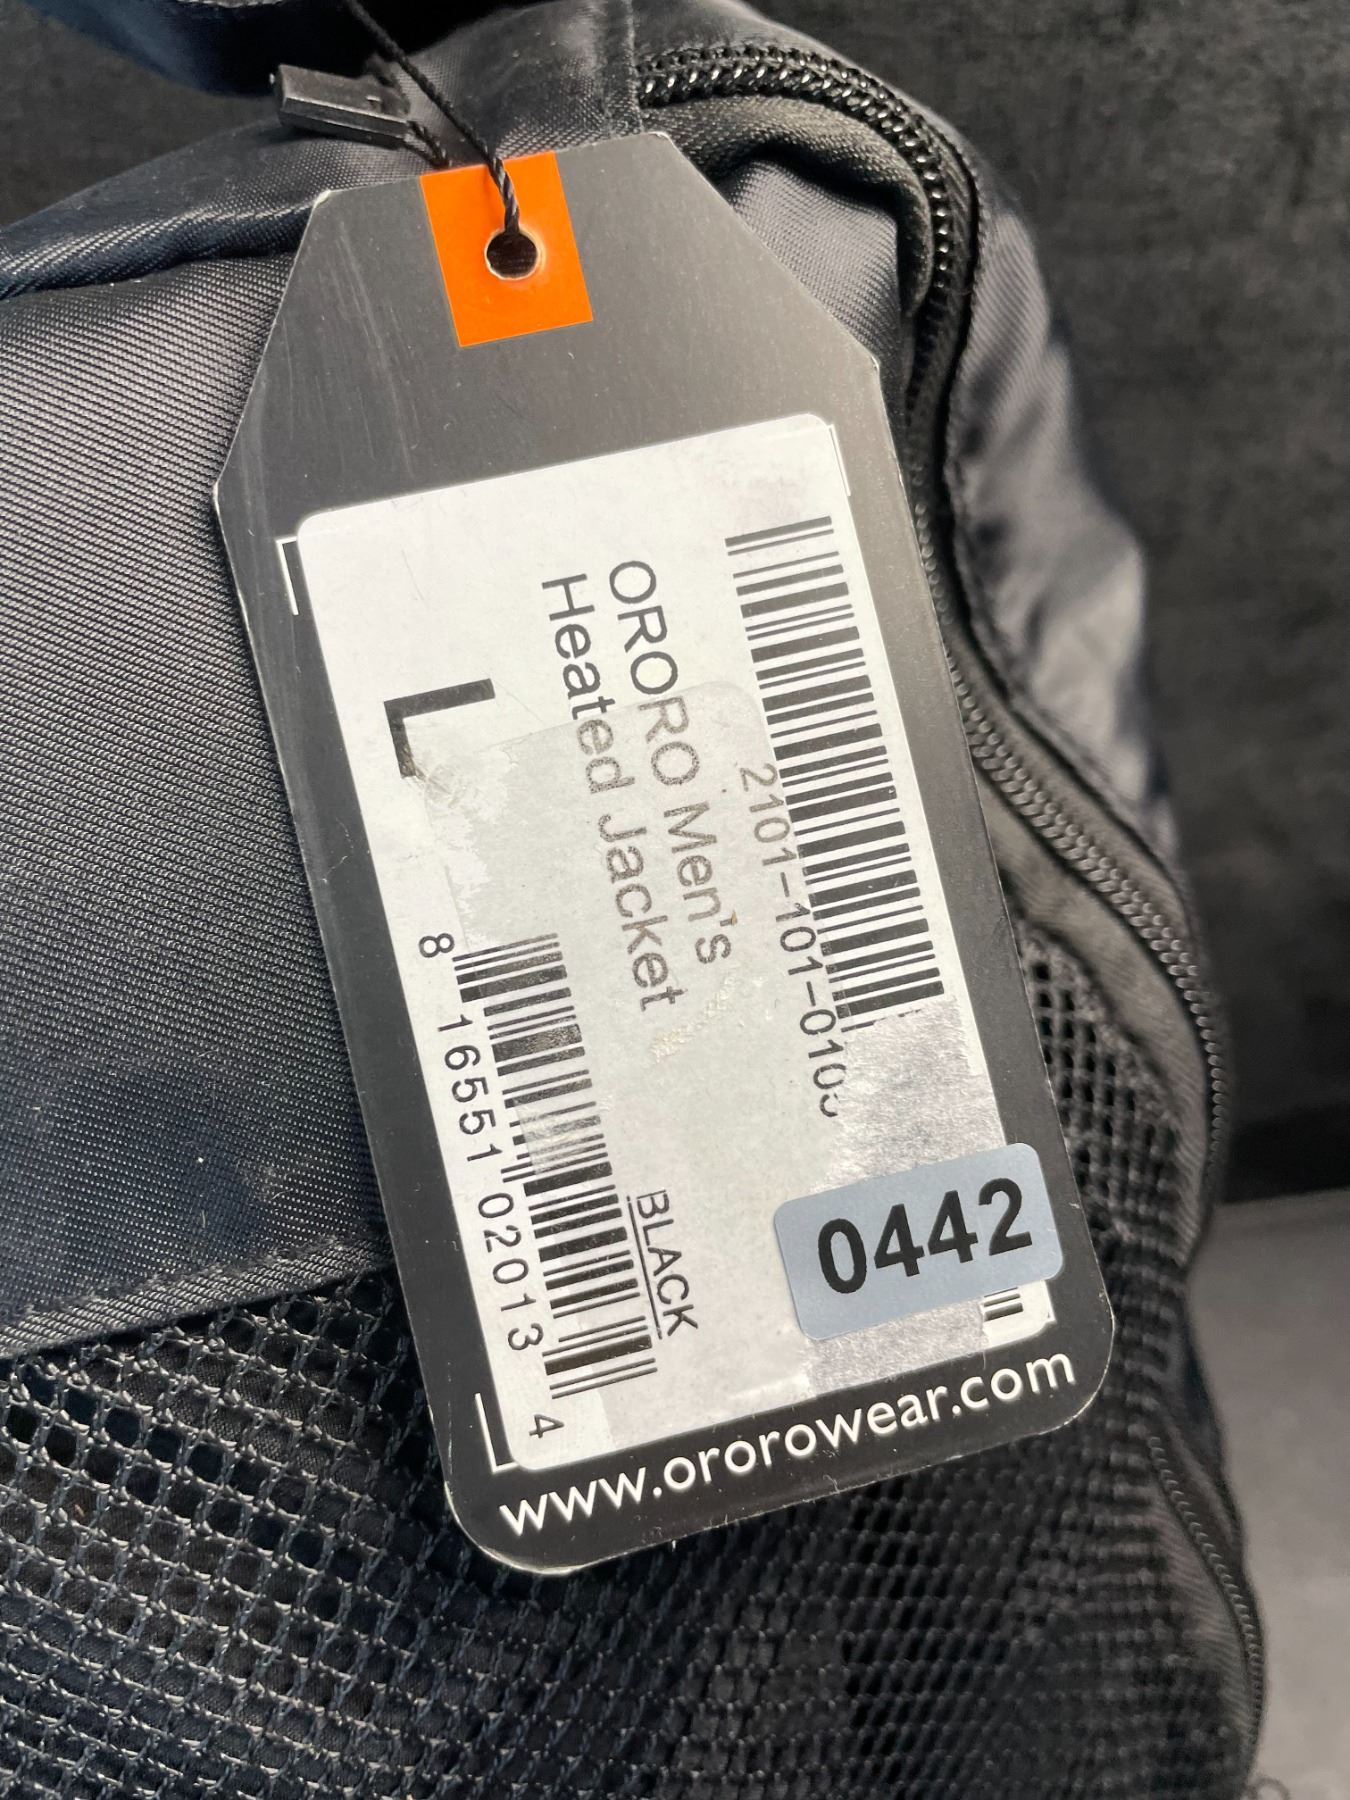 2101-101-010
ORORO Men's
Heated Jacket
L
BLACK
8 16551 02013 4
0442
www.ororowear.com